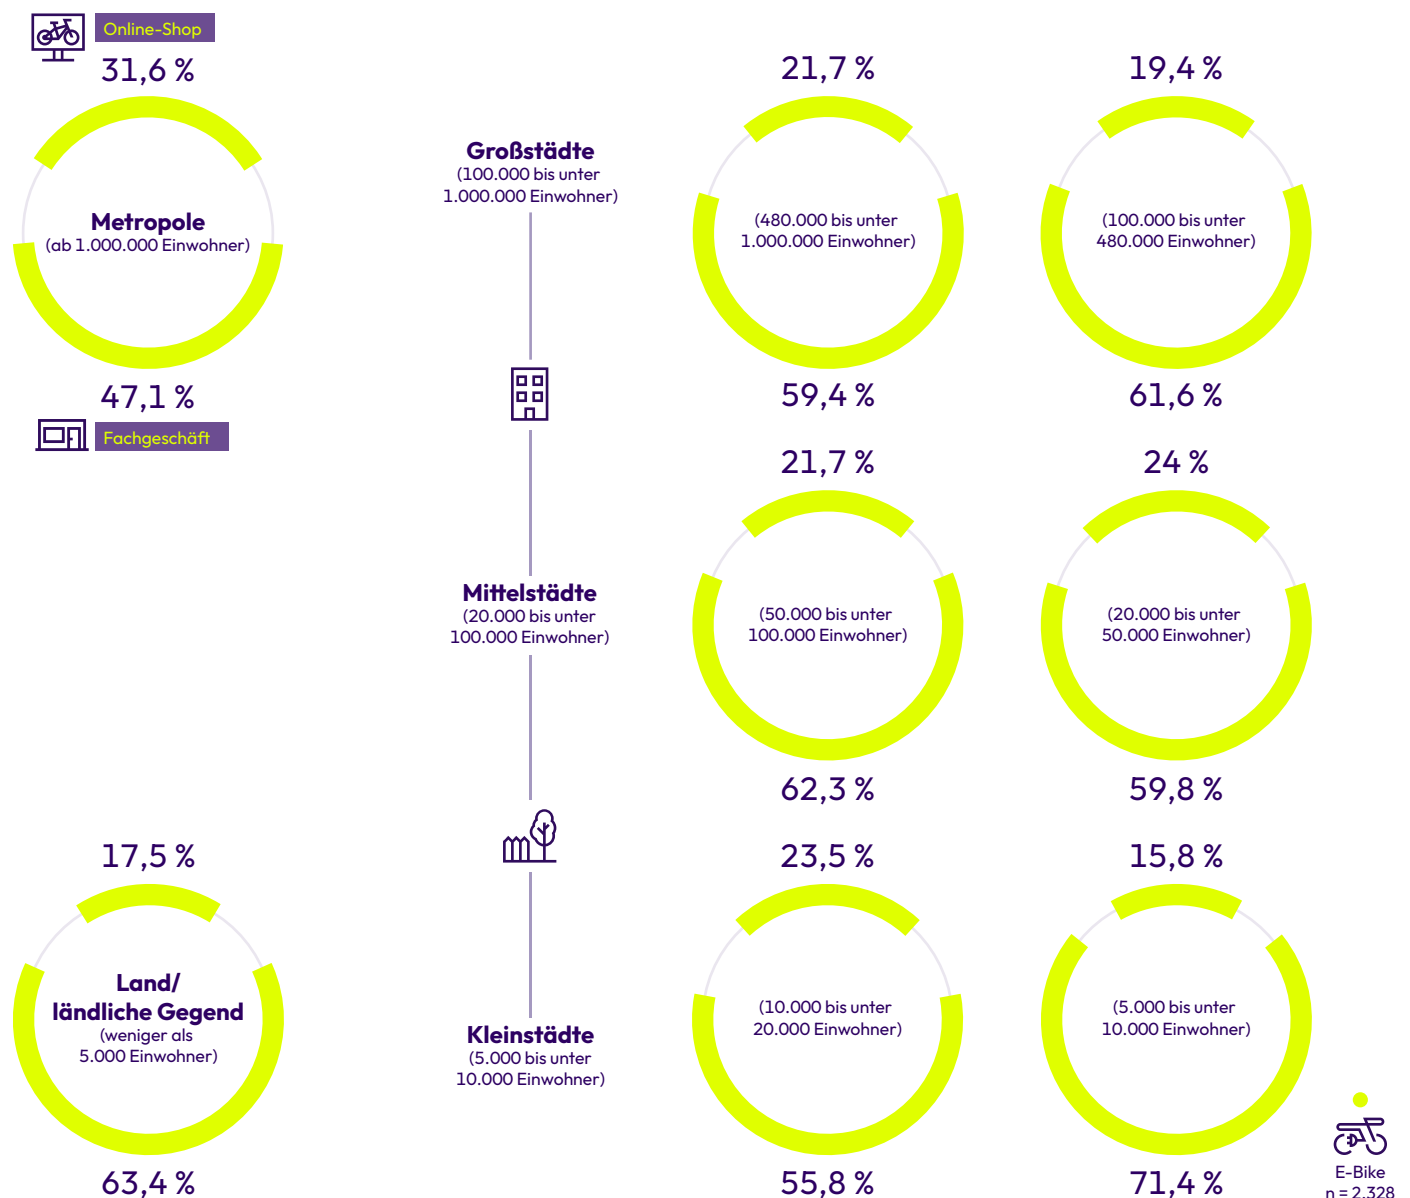 Online-Shop
31,6 %
Metropole
(ab 1.000.000 Einwohner)
47,1 %
Fachgeschäft
Großstädte
(100.000 bis unter
1.000.000 Einwohner)
21,7 %
(480.000 bis unter
1.000.000 Einwohner)
59,4 %
19,4 %
(100.000 bis unter
480.000 Einwohner)
61,6 %
Mittelstädte
(20.000 bis unter
100.000 Einwohner)
21,7 %
(50.000 bis unter
100.000 Einwohner)
62,3 %
24 %
(20.000 bis unter
50.000 Einwohner)
59,8 %
17,5 %
Land/
ländliche Gegend
(weniger als
5.000 Einwohner)
63,4 %
Kleinstädte
(5.000 bis unter
10.000 Einwohner)
23,5 %
(10.000 bis unter
20.000 Einwohner)
55,8 %
15,8 %
(5.000 bis unter
10.000 Einwohner)
71,4 %
E-Bike
n = 2.328